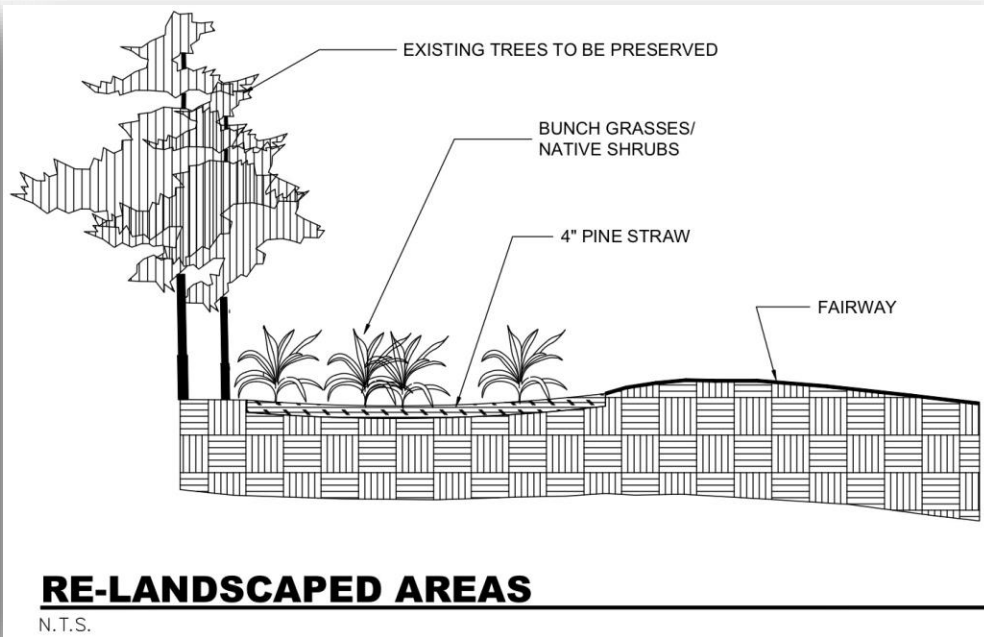 EXISTING TREES TO BE PRESERVED
BUNCH GRASSES/
NATIVE SHRUBS
4" PINE STRAW
FAIRWAY
RE-LANDSCAPED AREAS
N.T.S.